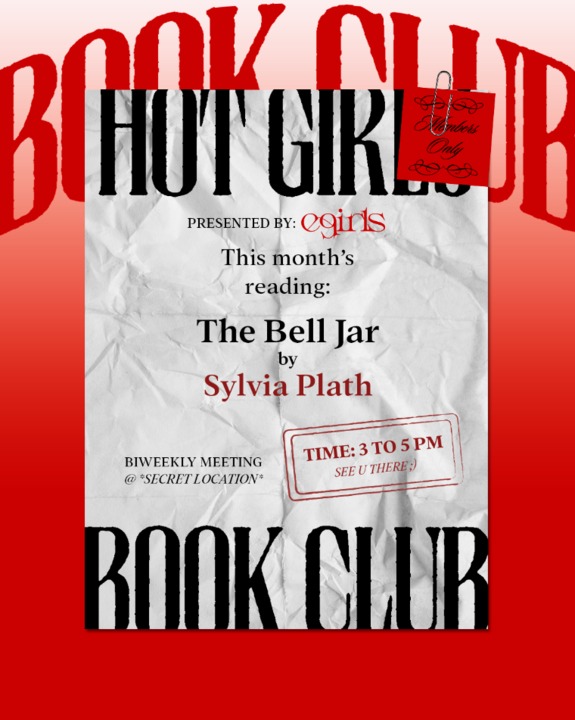 BOOK CLUB
HOT GIRLS
Members
Only
PRESENTED BY: egirls
This month's
reading:
The Bell Jar
by
Sylvia Plath
TIME: 3 TO 5 PM
SEE U THERE ;)
BIWEEKLY MEETING
@ *SECRET LOCATION*
BOOK CLUB